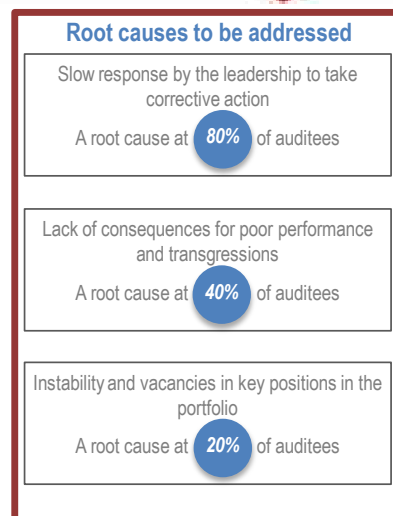 Root causes to be addressed
Slow response by the leadership to take
corrective action
A root cause at 80% of auditees
Lack of consequences for poor performance
and transgressions
A root cause at 40% of auditees
Instability and vacancies in key positions in the
portfolio
A root cause at 20% of auditees